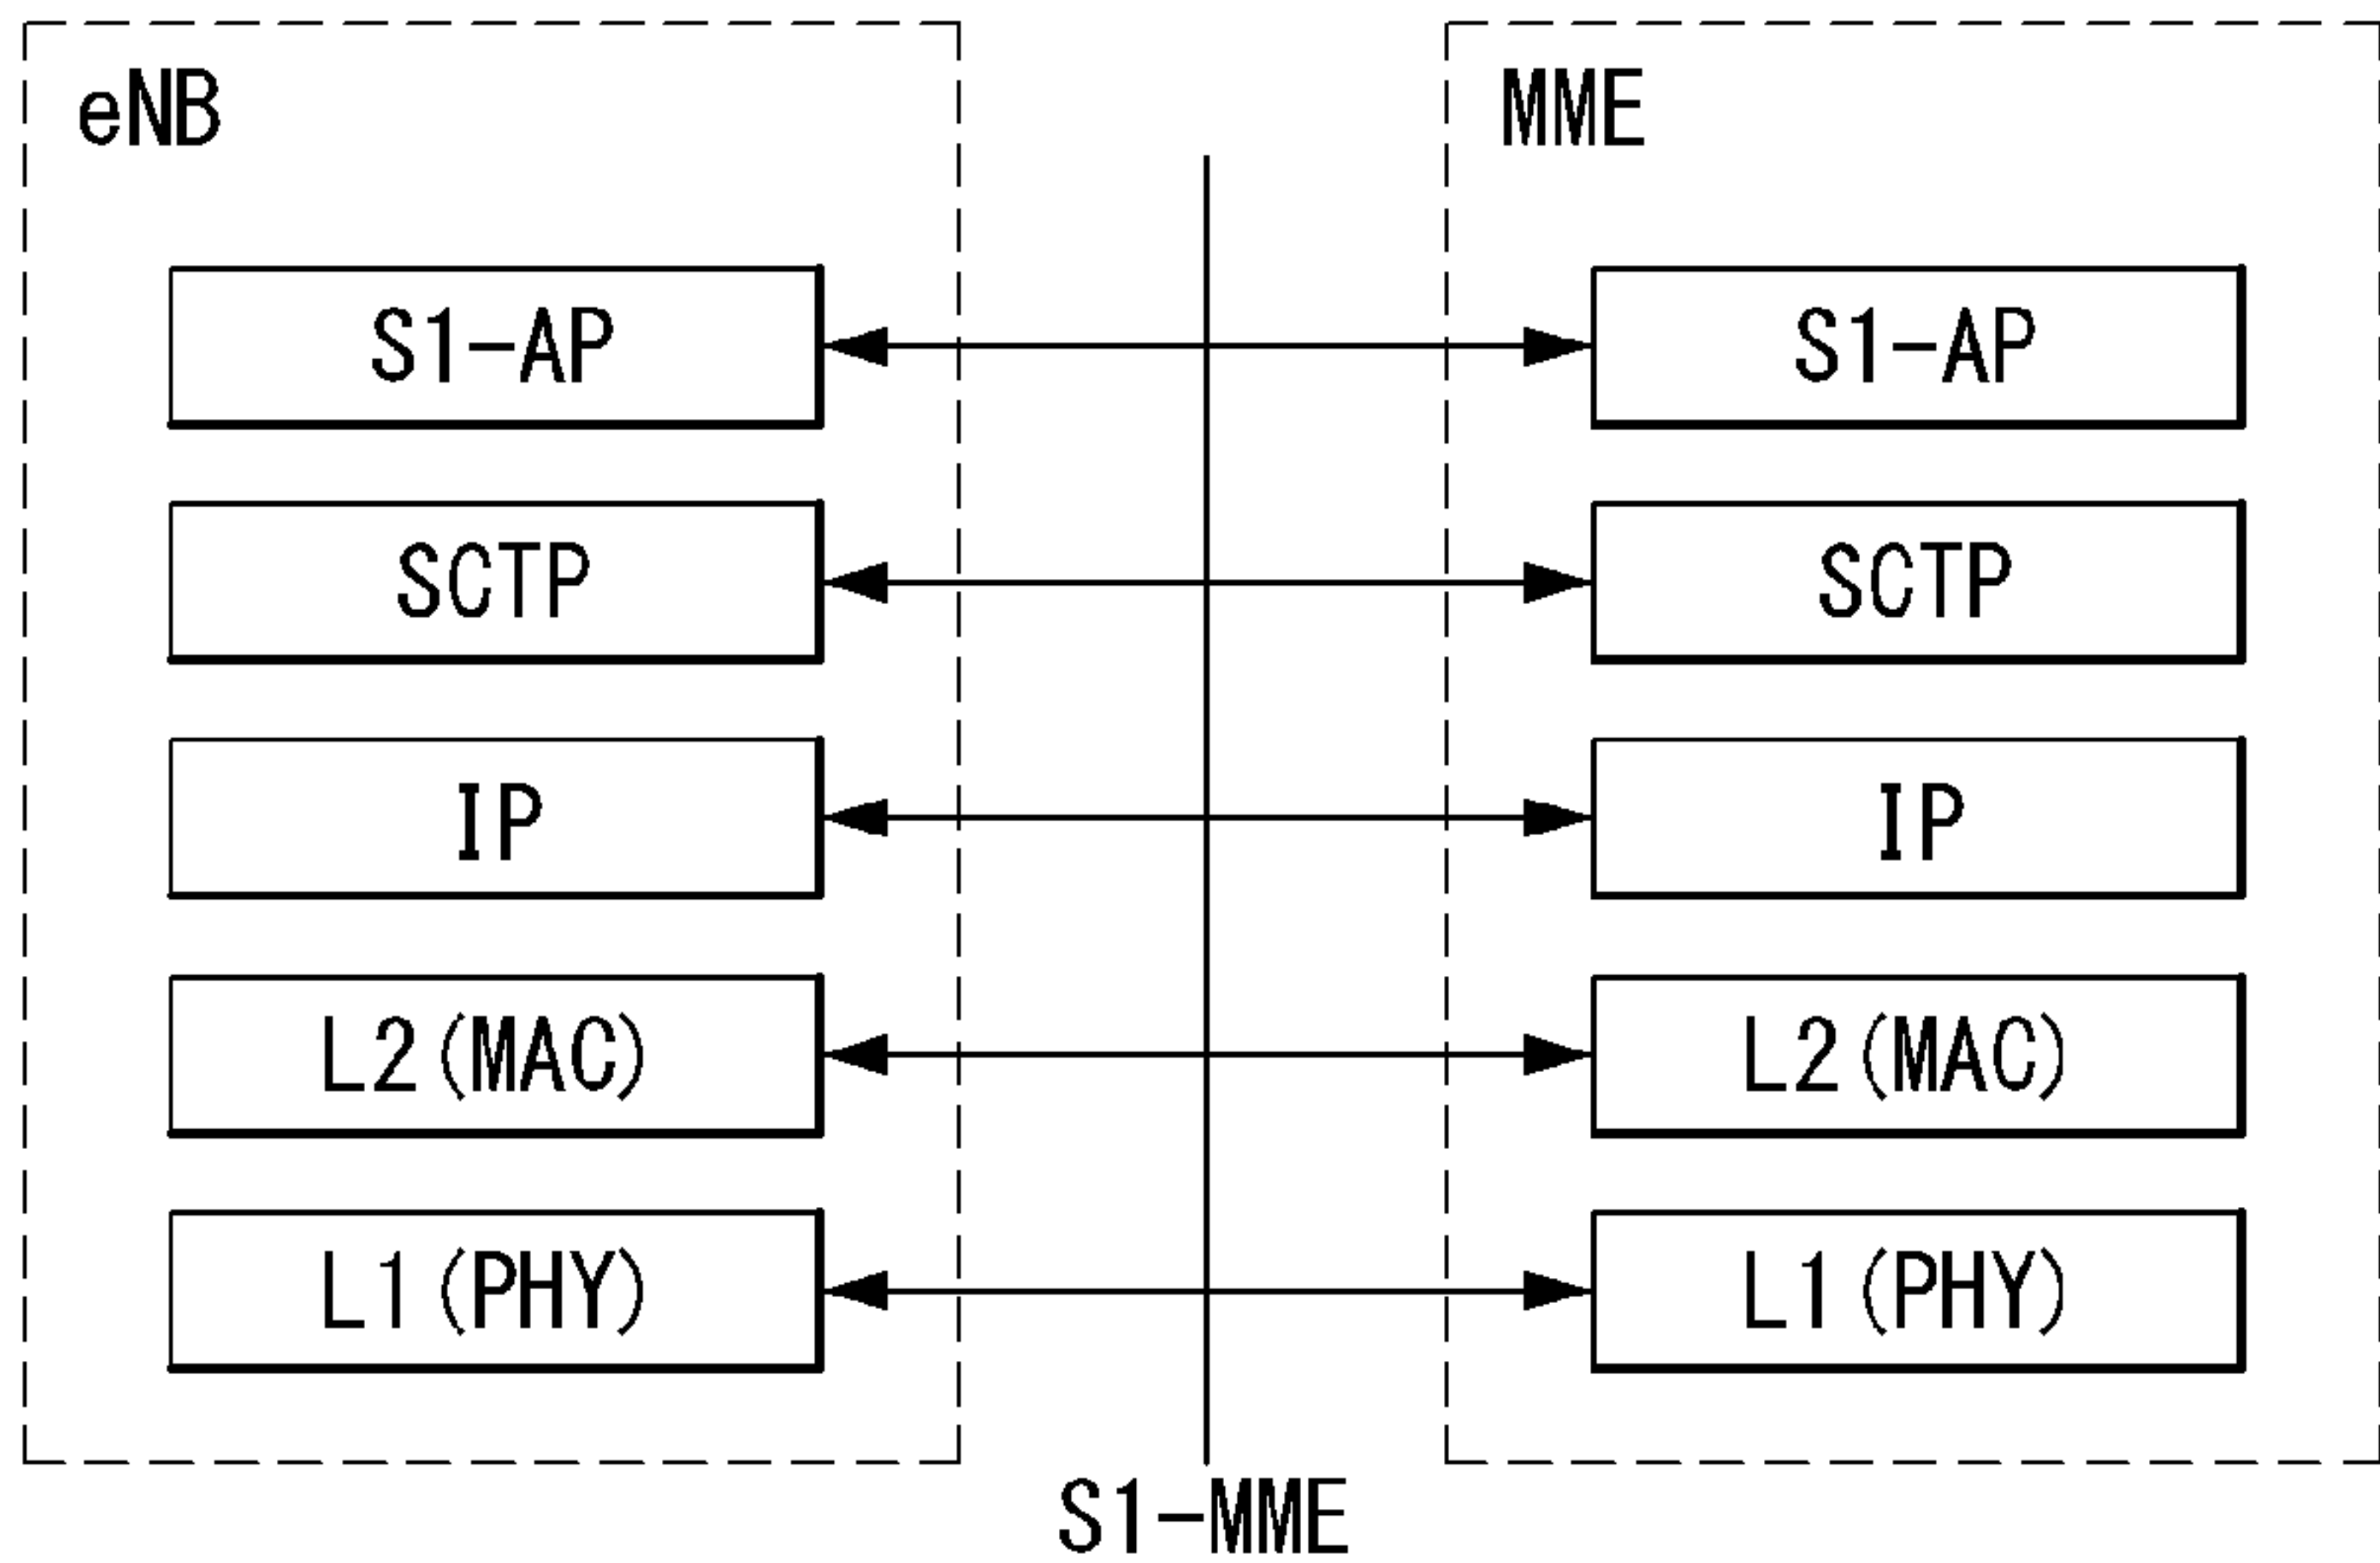 eNB
MME
S1-AP
S1-AP
SCTP
SCTP
IP
IP
L2(MAC)
L2(MAC)
L1(PHY)
L1(PHY)
S1-MME